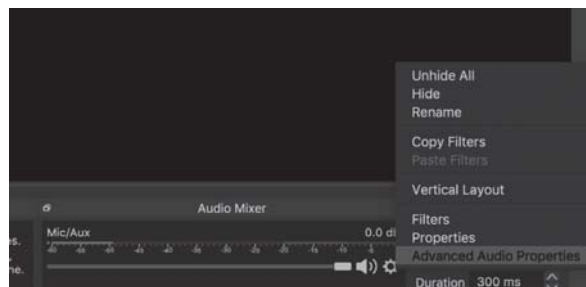 Unhide All
Hide
Rename
Copy Filters
Paste Filters
Vertical Layout
Filters
Properties
Advanced Audio Properties
Audio Mixer
Mic/Aux 0.0
Duration 300 ms